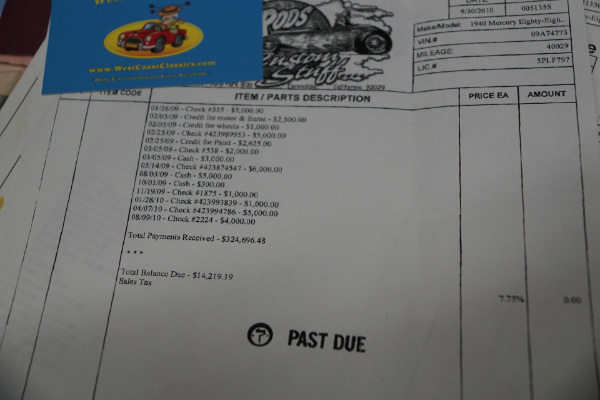 www.WestCoastClassics.com
RODS
Custom
Stuff
Escondido, California 92029
DATE
9/30/2010
005135S
Make/Model: 1940 Mercury Eighty-Eigh..
VIN.# 09A74773
MILEAGE: 40029
LIC.# 5PLF797
ITEM CODE ITEM / PARTS DESCRIPTION PRICE EA AMOUNT
01/26/09 - Check #535 - $5,000.00
02/05/09 - Credit for motor & frame - $2,500.00
02/05/09 - Credit for wheels - $1,000.00
02/25/09 - Check #423989953 - $5,000.00
02/25/09 - Credit for Paint - $2,625.00
03/05/09 - Check #538 - $2,000.00
03/05/09 - Cash - $3,000.00
05/14/09 - Check #423874547 - $6,000.00
08/03/09 - Cash - $5,000.00
10/01/09 - Cash - $300.00
11/19/09 - Check #1875 - $1,000.00
01/28/10 - Check #423993839 - $1,000.00
04/07/10 - Check #423994786 - $5,000.00
08/09/10 - Check #2224 - $4,000.00
Total Payments Received - $324,696.48
***
Total Balance Due - $14,219.19
Sales Tax
7.75% 0.00
PAST DUE